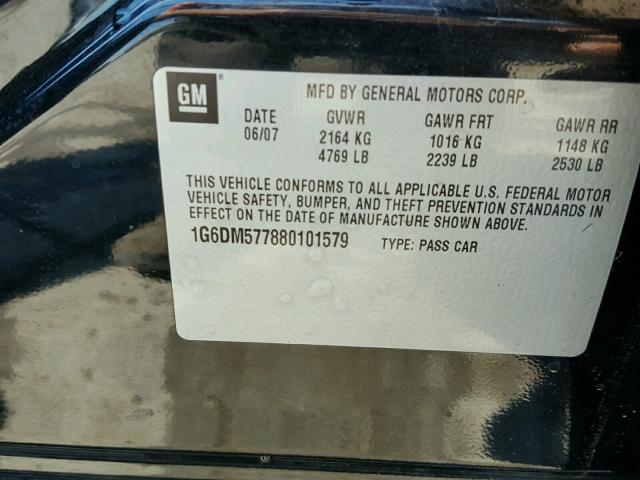 GM ® MFD BY GENERAL MOTORS CORP.
DATE GVWR GAWR FRT GAWR RR
06/07 2164 KG 1016 KG 1148 KG
4769 LB 2239 LB 2530 LB
THIS VEHICLE CONFORMS TO ALL APPLICABLE U.S. FEDERAL MOTOR
VEHICLE SAFETY, BUMPER, AND THEFT PREVENTION STANDARDS IN
EFFECT ON THE DATE OF MANUFACTURE SHOWN ABOVE.
1G6DM577880101579 TYPE: PASS CAR